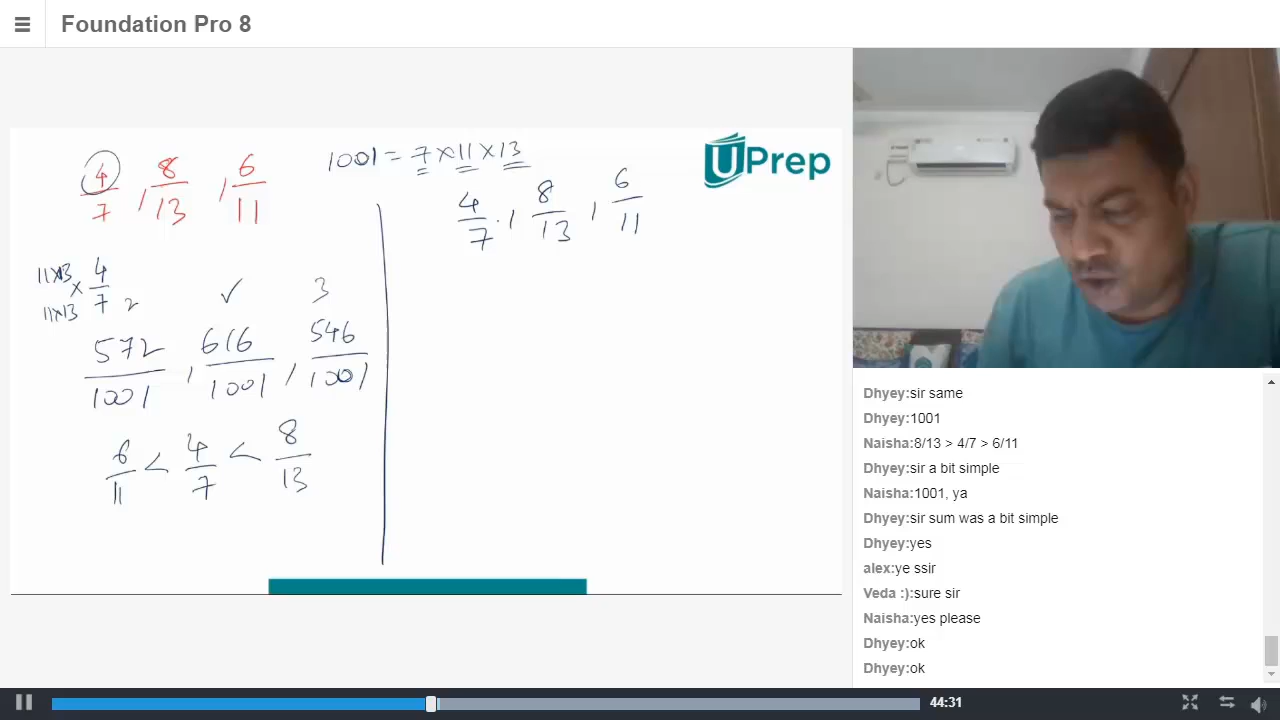 Foundation Pro 8
4/7 , 8/13 , 6/11
1001 = 7×11×13
UPrep
4/7 , 8/13 , 6/11
11×13
× 4/7
11×13
2 ✓ 3
572/1001 , 616/1001 , 546/1001
6/11 < 4/7 < 8/13
Dhyey:sir same
Dhyey:1001
Naisha:8/13 > 4/7 > 6/11
Dhyey:sir a bit simple
Naisha:1001, ya
Dhyey:sir sum was a bit simple
Dhyey:yes
alex:ye ssir
Veda :):sure sir
Naisha:yes please
Dhyey:ok
Dhyey:ok
44:31